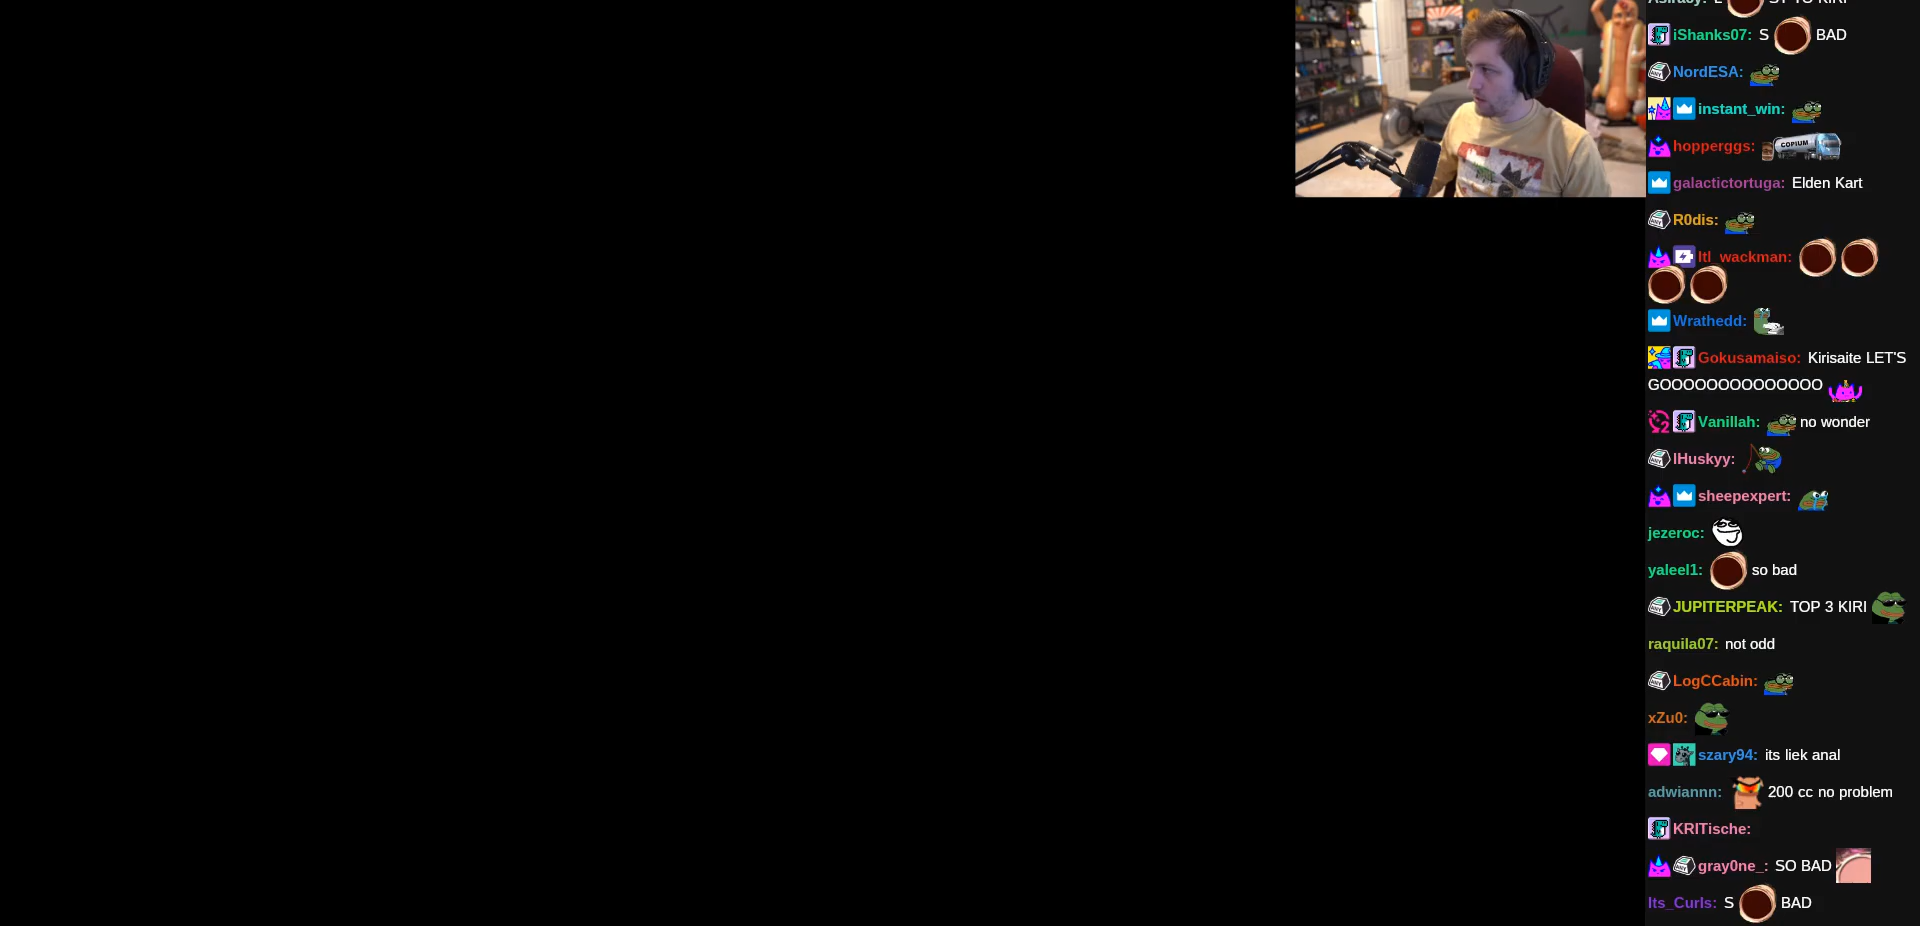 iShanks07: S BAD
NordESA:
instant_win:
hopperggs: COPIUM
galactictortuga: Elden Kart
R0dis:
ltl_wackman:
Wrathedd:
Gokusamaiso: Kirisaite LET'S
GOOOOOOOOOOOOOO
Vanillah: no wonder
lHuskyy:
sheepexpert:
jezeroc:
yaleel1: so bad
JUPITERPEAK: TOP 3 KIRI
raquila07: not odd
LogCCabin:
xZu0:
szary94: its liek anal
adwiannn: 200 cc no problem
KRITische:
gray0ne_: SO BAD
Its_Curls: S BAD